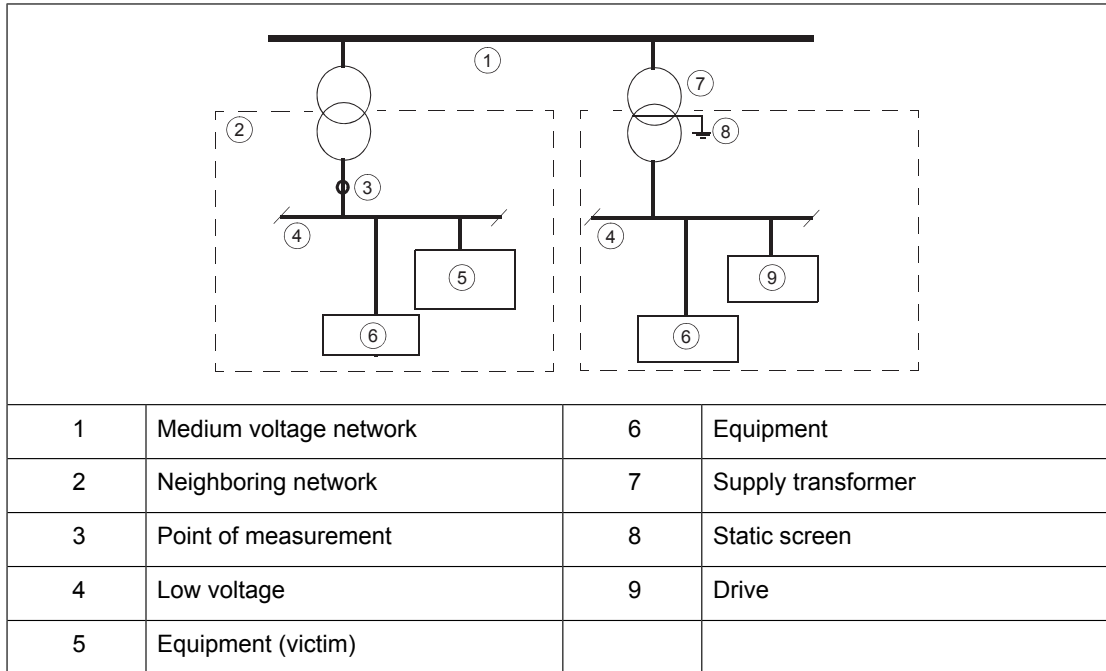 1
7
2
8
3
4
4
5
9
6
6
1 Medium voltage network 6 Equipment
2 Neighboring network 7 Supply transformer
3 Point of measurement 8 Static screen
4 Low voltage 9 Drive
5 Equipment (victim)